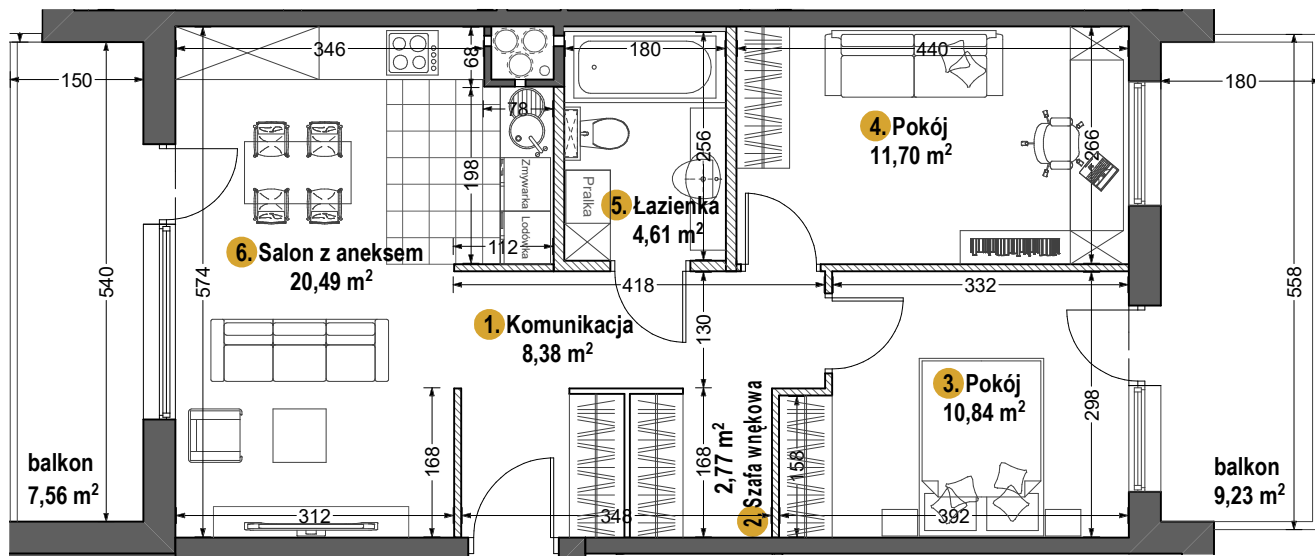 346
68
180
440
150
180
78
4. Pokój
11,70 m²
256
266
198
Zmywarka
Lodówka
Pralka
5. Łazienka
4,61 m²
112
6. Salon z aneksem
20,49 m²
540
574
418
332
558
1. Komunikacja
8,38 m²
130
3. Pokój
10,84 m²
298
168
168
2. Szafa wnękowa
2,77 m²
158
balkon
7,56 m²
balkon
9,23 m²
312
348
392